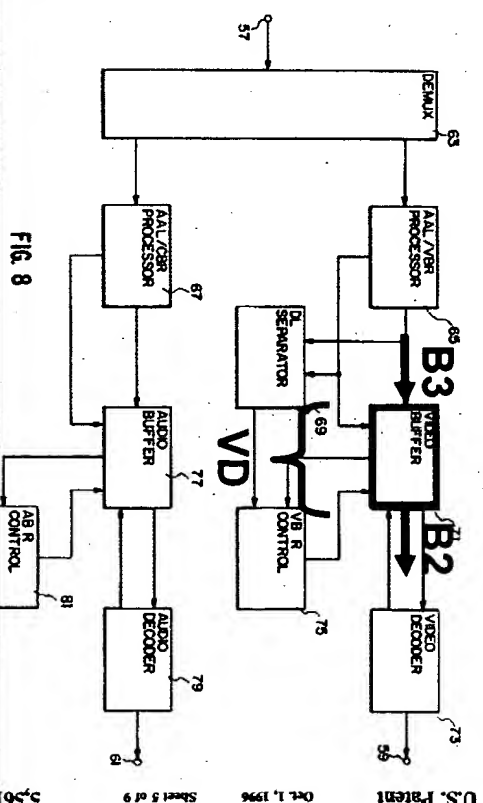 U.S. Patent
Oct. 1, 1996
Sheet 5 of 9
57
DEMUX
63
AAL/VBR
PROCESSOR
65
B3
VIDEO
BUFFER
71
B2
VIDEO
DECODER
73
59
DL
SEPARATOR
69
VD
VB R
CONTROL
75
AAL/CBR
PROCESSOR
67
AUDIO
BUFFER
77
AUDIO
DECODER
79
61
AB R
CONTROL
81
FIG. 8